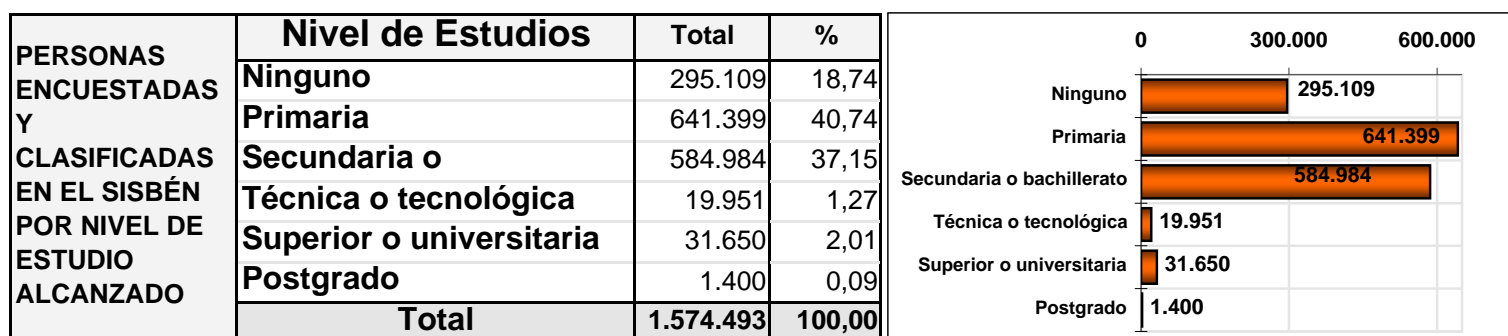 PERSONAS
ENCUESTADAS
Y
CLASIFICADAS
EN EL SISBÉN
POR NIVEL DE
ESTUDIO
ALCANZADO
Nivel de Estudios Total %
Ninguno 295.109 18,74
Primaria 641.399 40,74
Secundaria o 584.984 37,15
Técnica o tecnológica 19.951 1,27
Superior o universitaria 31.650 2,01
Postgrado 1.400 0,09
Total 1.574.493 100,00
0 300.000 600.000
Ninguno 295.109
Primaria 641.399
Secundaria o bachillerato 584.984
Técnica o tecnológica 19.951
Superior o universitaria 31.650
Postgrado 1.400